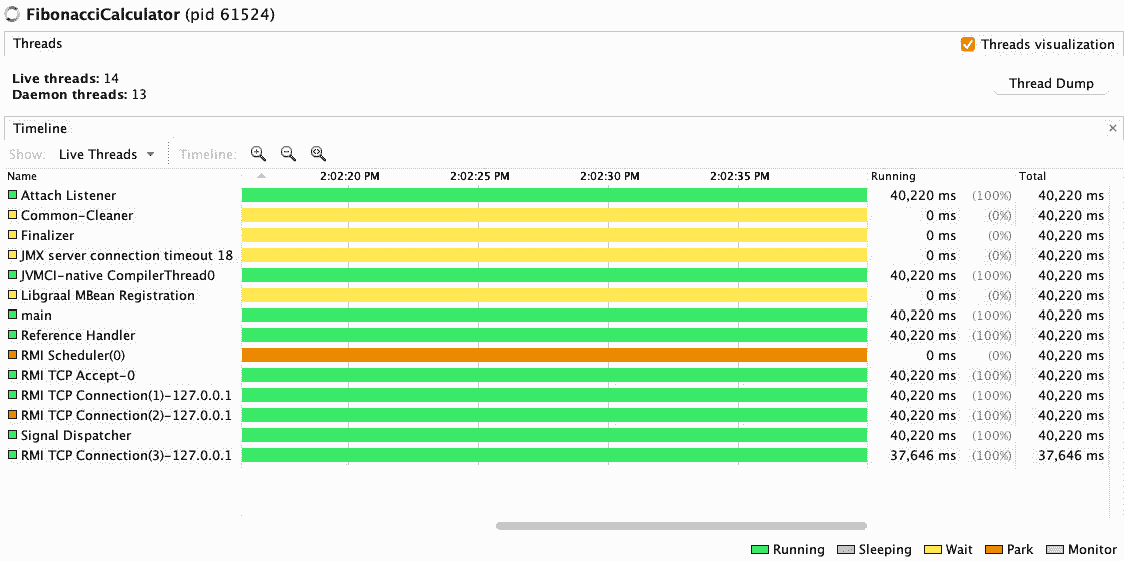 FibonacciCalculator (pid 61524)
Threads
Threads visualization
Live threads: 14
Daemon threads: 13
Thread Dump
Timeline
Show: Live Threads Timeline:
Name 2:02:20 PM 2:02:25 PM 2:02:30 PM 2:02:35 PM Running Total
Attach Listener 40,220 ms (100%) 40,220 ms
Common-Cleaner 0 ms (0%) 40,220 ms
Finalizer 0 ms (0%) 40,220 ms
JMX server connection timeout 18 0 ms (0%) 40,220 ms
JVMCI-native CompilerThread0 40,220 ms (100%) 40,220 ms
Libgraal MBean Registration 0 ms (0%) 40,220 ms
main 40,220 ms (100%) 40,220 ms
Reference Handler 40,220 ms (100%) 40,220 ms
RMI Scheduler(0) 0 ms (0%) 40,220 ms
RMI TCP Accept-0 40,220 ms (100%) 40,220 ms
RMI TCP Connection(1)-127.0.0.1 40,220 ms (100%) 40,220 ms
RMI TCP Connection(2)-127.0.0.1 40,220 ms (100%) 40,220 ms
Signal Dispatcher 40,220 ms (100%) 40,220 ms
RMI TCP Connection(3)-127.0.0.1 37,646 ms (100%) 37,646 ms
Running Sleeping Wait Park Monitor